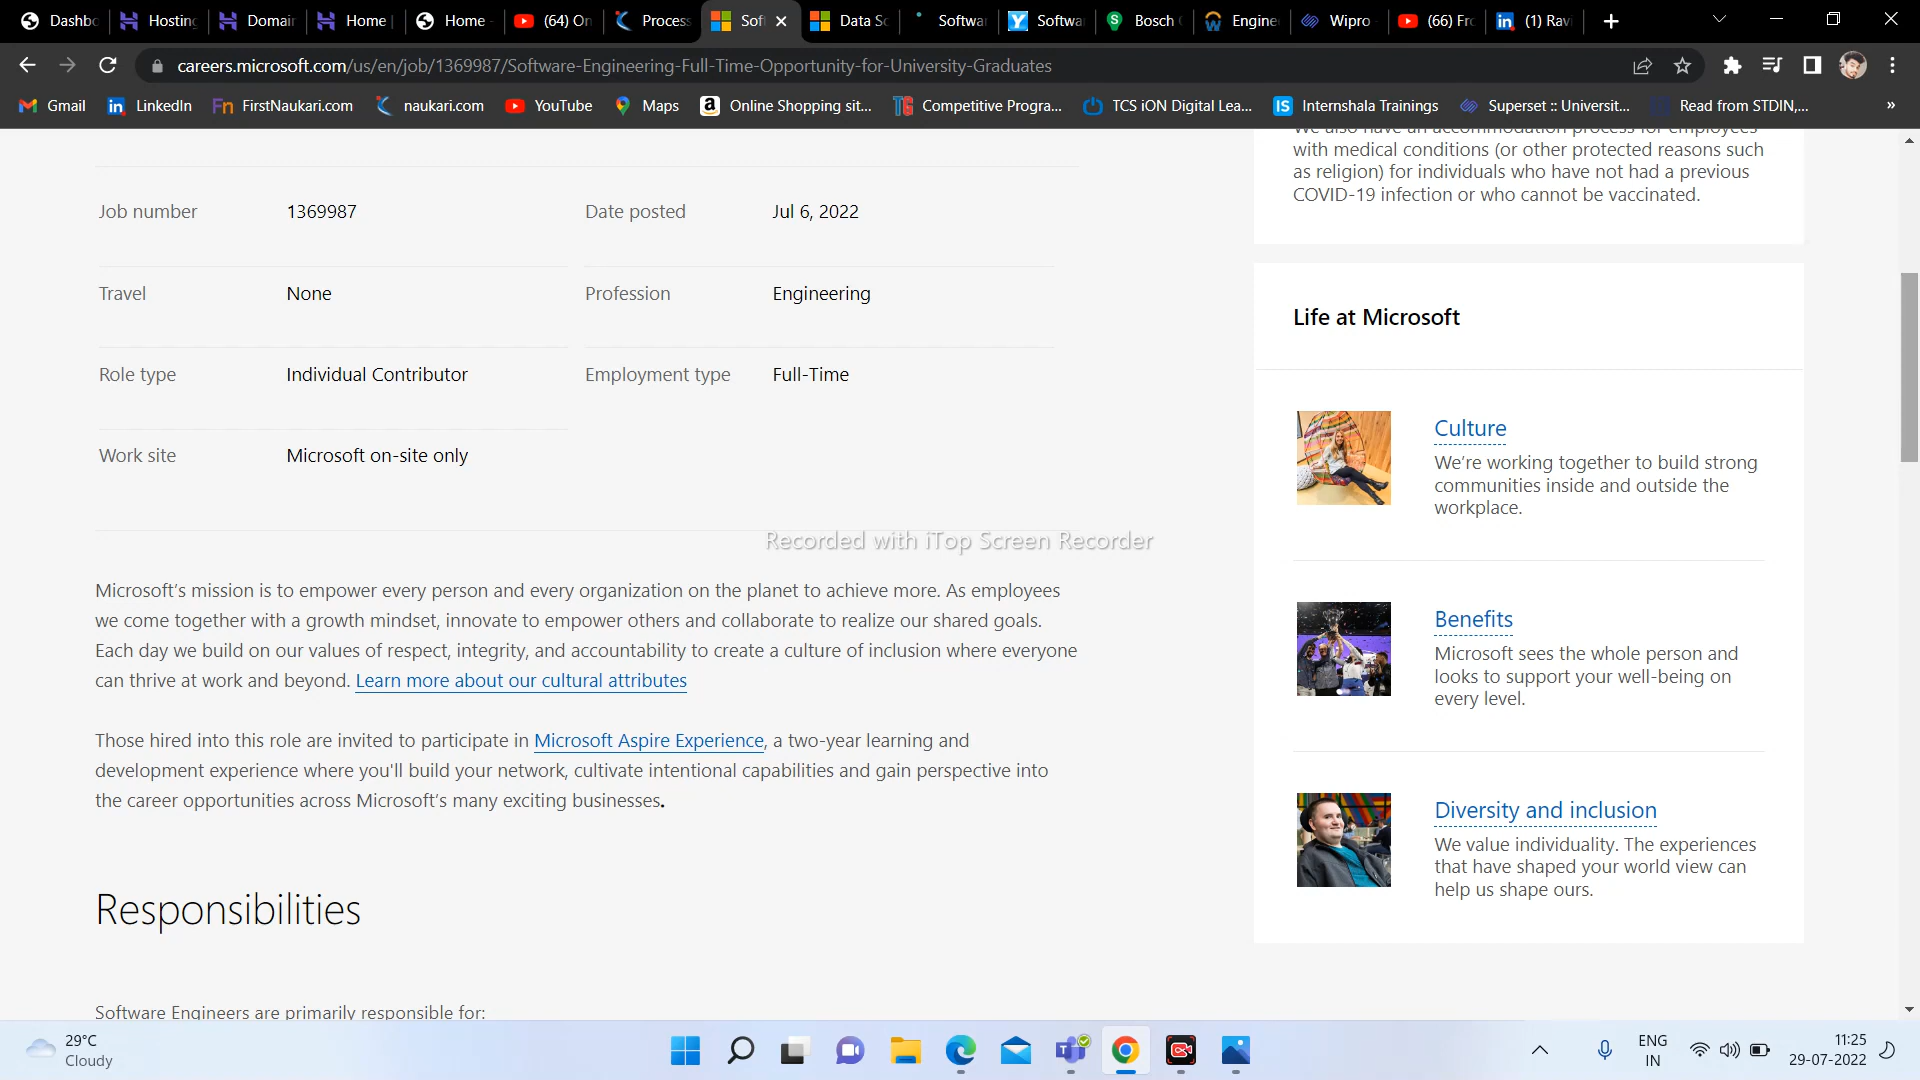 Dashbo
Hosting
Domain
Home
Home
(64) On
Process
Sof
Data Sc
Softwar
Softwa
Bosch
Engine
Wipro
(66) Fr
(1) Rav
careers.microsoft.com/us/en/job/1369987/Software-Engineering-Full-Time-Opportunity-for-University-Graduates
Gmail
LinkedIn
FirstNaukari.com
naukari.com
YouTube
Maps
Online Shopping sit...
Competitive Progra...
TCS iON Digital Lea...
Internshala Trainings
Superset :: Universit...
Read from STDIN,...
»
Job number 1369987 Date posted Jul 6, 2022
Travel None Profession Engineering
Role type Individual Contributor Employment type Full-Time
Work site Microsoft on-site only
Recorded with iTop Screen Recorder
Microsoft's mission is to empower every person and every organization on the planet to achieve more. As employees
we come together with a growth mindset, innovate to empower others and collaborate to realize our shared goals.
Each day we build on our values of respect, integrity, and accountability to create a culture of inclusion where everyone
can thrive at work and beyond. Learn more about our cultural attributes
Those hired into this role are invited to participate in Microsoft Aspire Experience, a two-year learning and
development experience where you'll build your network, cultivate intentional capabilities and gain perspective into
the career opportunities across Microsoft's many exciting businesses.
Responsibilities
Software Engineers are primarily responsible for:
We also have an accommodation process for employees
with medical conditions (or other protected reasons such
as religion) for individuals who have not had a previous
COVID-19 infection or who cannot be vaccinated.
Life at Microsoft
Culture
We're working together to build strong
communities inside and outside the
workplace.
Benefits
Microsoft sees the whole person and
looks to support your well-being on
every level.
Diversity and inclusion
We value individuality. The experiences
that have shaped your world view can
help us shape ours.
29°C
Cloudy
ENG
IN
11:25
29-07-2022